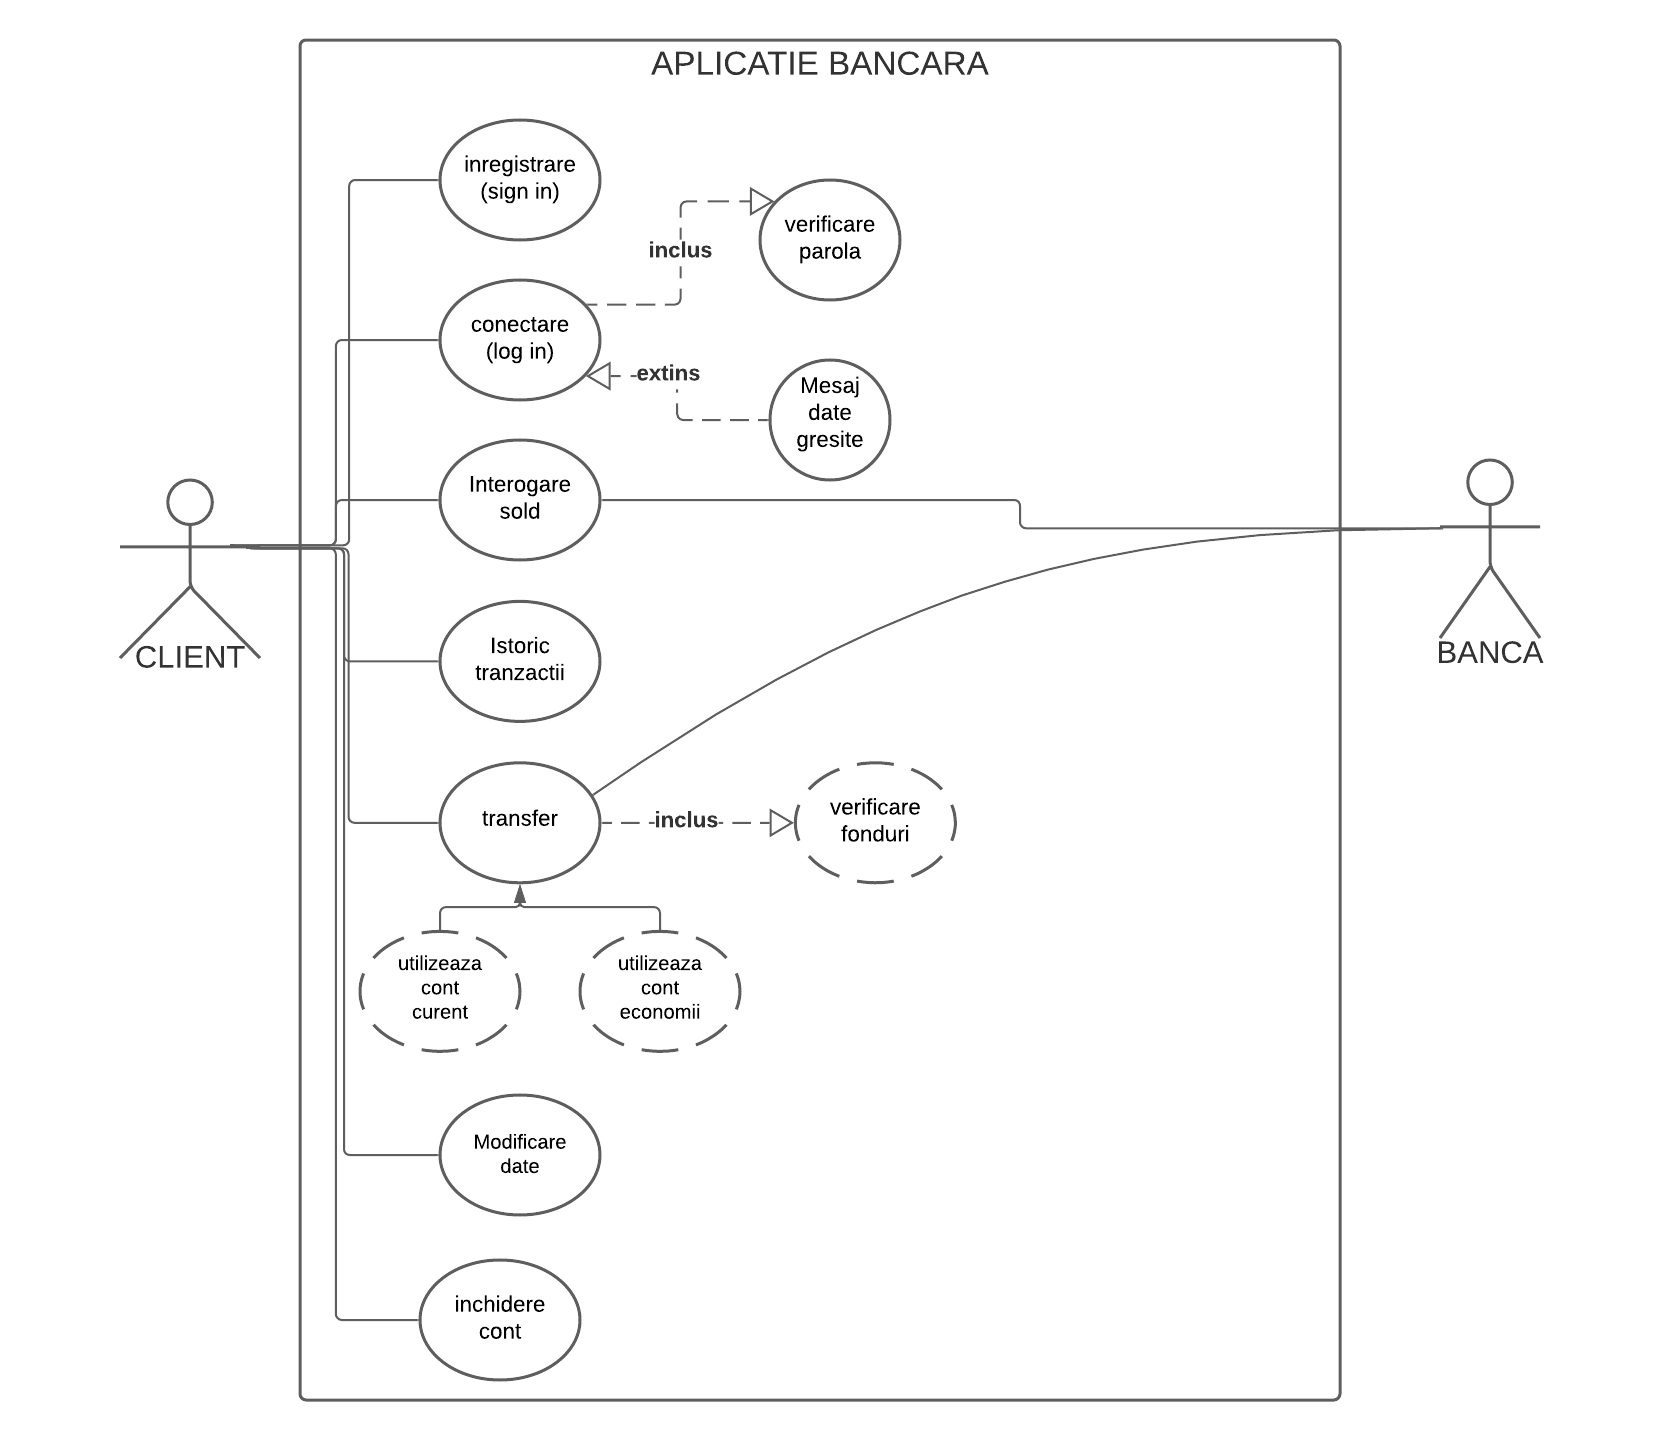 APLICATIE BANCARA
inregistrare
(sign in)
verificare
parola
inclus
conectare
(log in)
extins
Mesaj
date
gresite
Interogare
sold
CLIENT
BANCA
Istoric
tranzactii
transfer
inclus
verificare
fonduri
utilizeaza
cont
curent
utilizeaza
cont
economii
Modificare
date
inchidere
cont